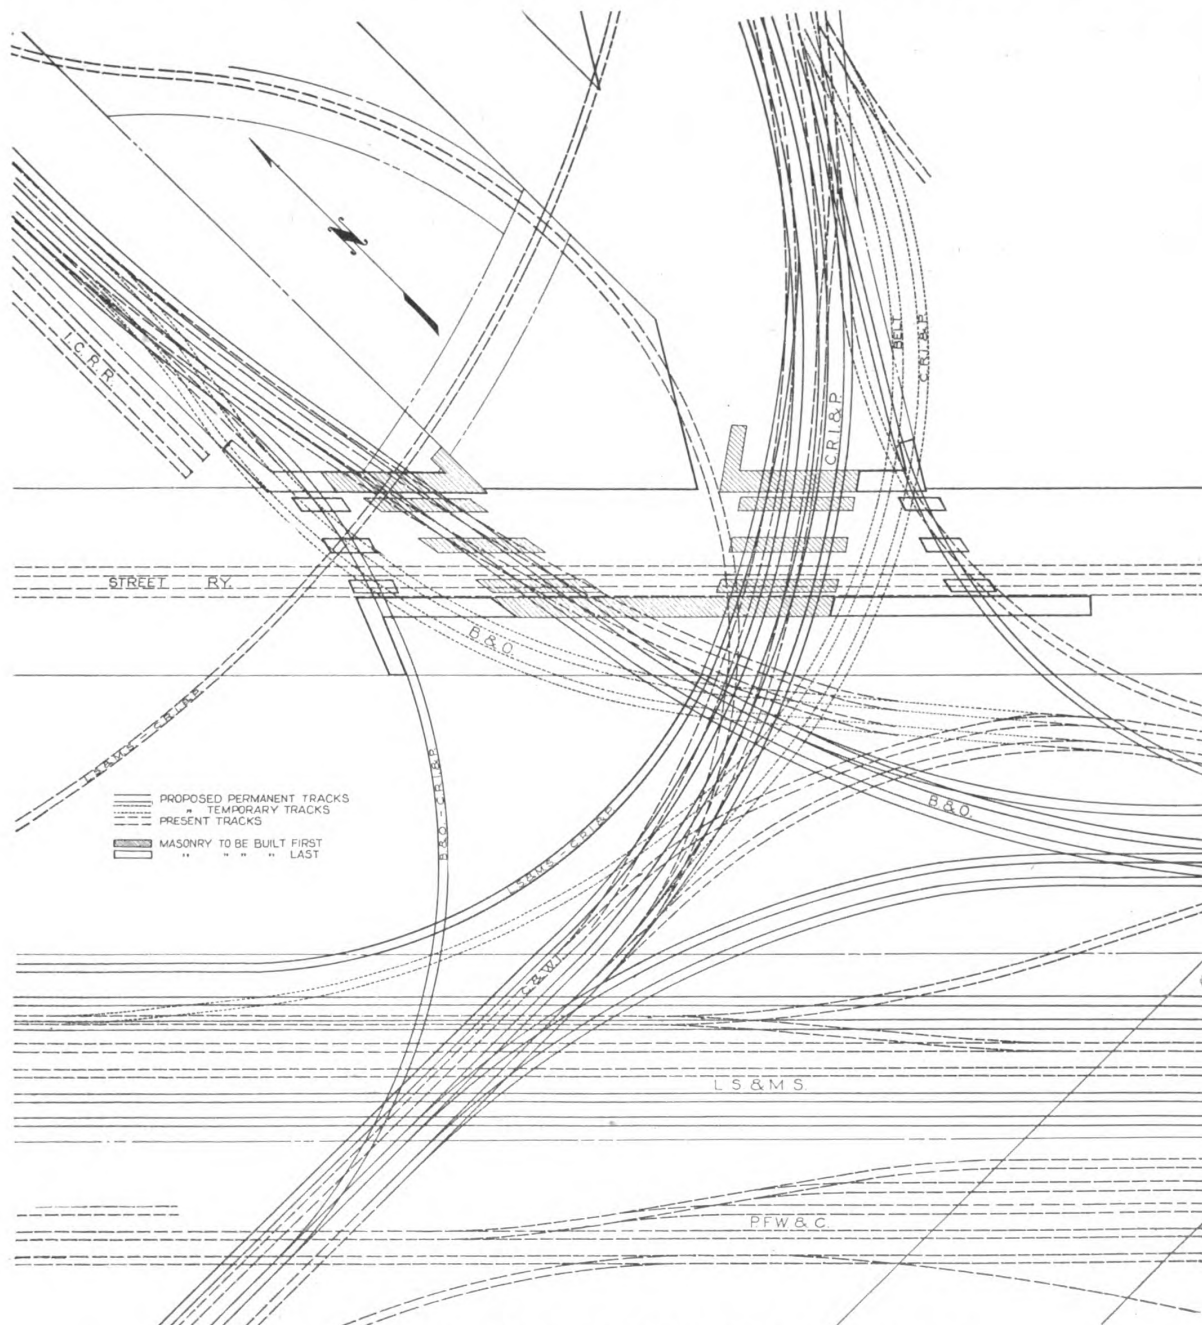 N
I.C.R.R.
BELT
C.R.I.&P.
C.R.I.&P.
STREET RY.
B.&O.
L.S.&M.S. - C.R.I.&P.
B.&O. - C.R.I.&P.
PROPOSED PERMANENT TRACKS
" TEMPORARY TRACKS
PRESENT TRACKS
MASONRY TO BE BUILT FIRST
" " " " LAST
B.&O.
L.S.&M.S. - C.R.I.&P.
C.&W.I.
L S & M S.
P.F.W.& C.